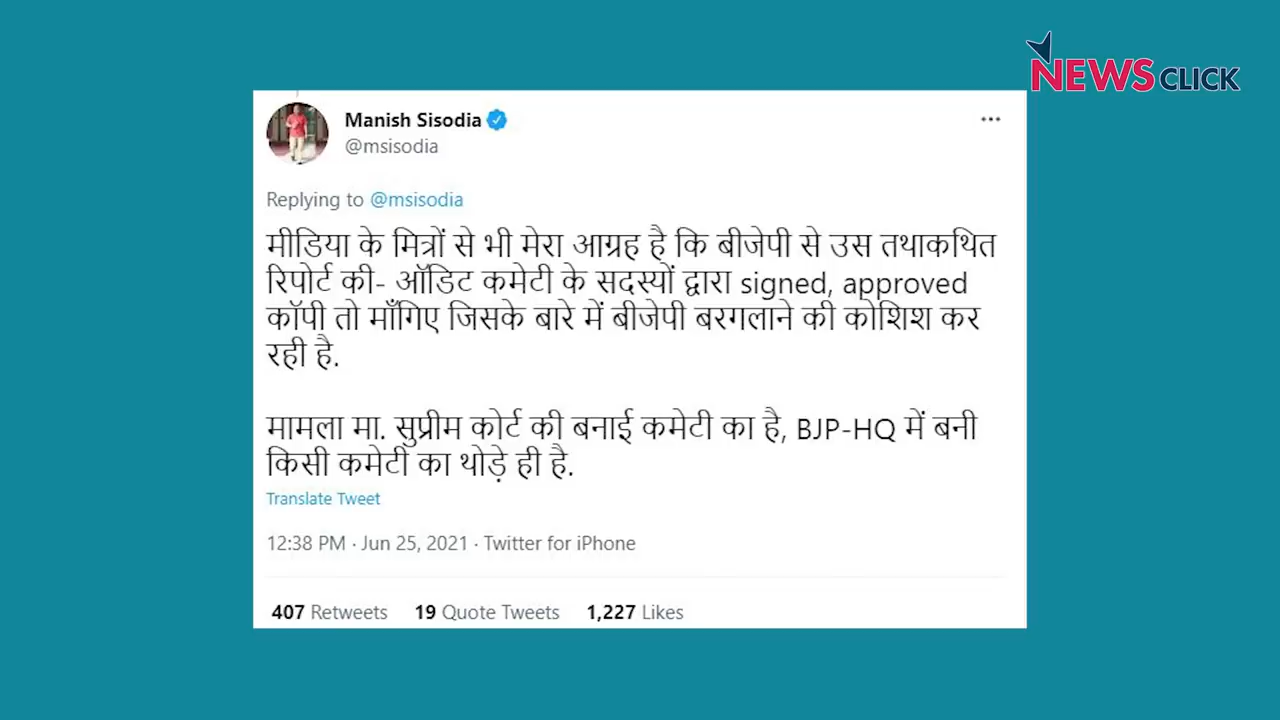 NEWS CLICK
Manish Sisodia
@msisodia
Replying to @msisodia
मीडिया के मित्रों से भी मेरा आग्रह है कि बीजेपी से उस तथाकथित
रिपोर्ट की- ऑडिट कमेटी के सदस्यों द्वारा signed, approved
कॉपी तो माँगिए जिसके बारे में बीजेपी बरगलाने की कोशिश कर
रही है.
मामला मा. सुप्रीम कोर्ट की बनाई कमेटी का है, BJP-HQ में बनी
किसी कमेटी का थोड़े ही है.
Translate Tweet
12:38 PM · Jun 25, 2021 · Twitter for iPhone
407 Retweets 19 Quote Tweets 1,227 Likes